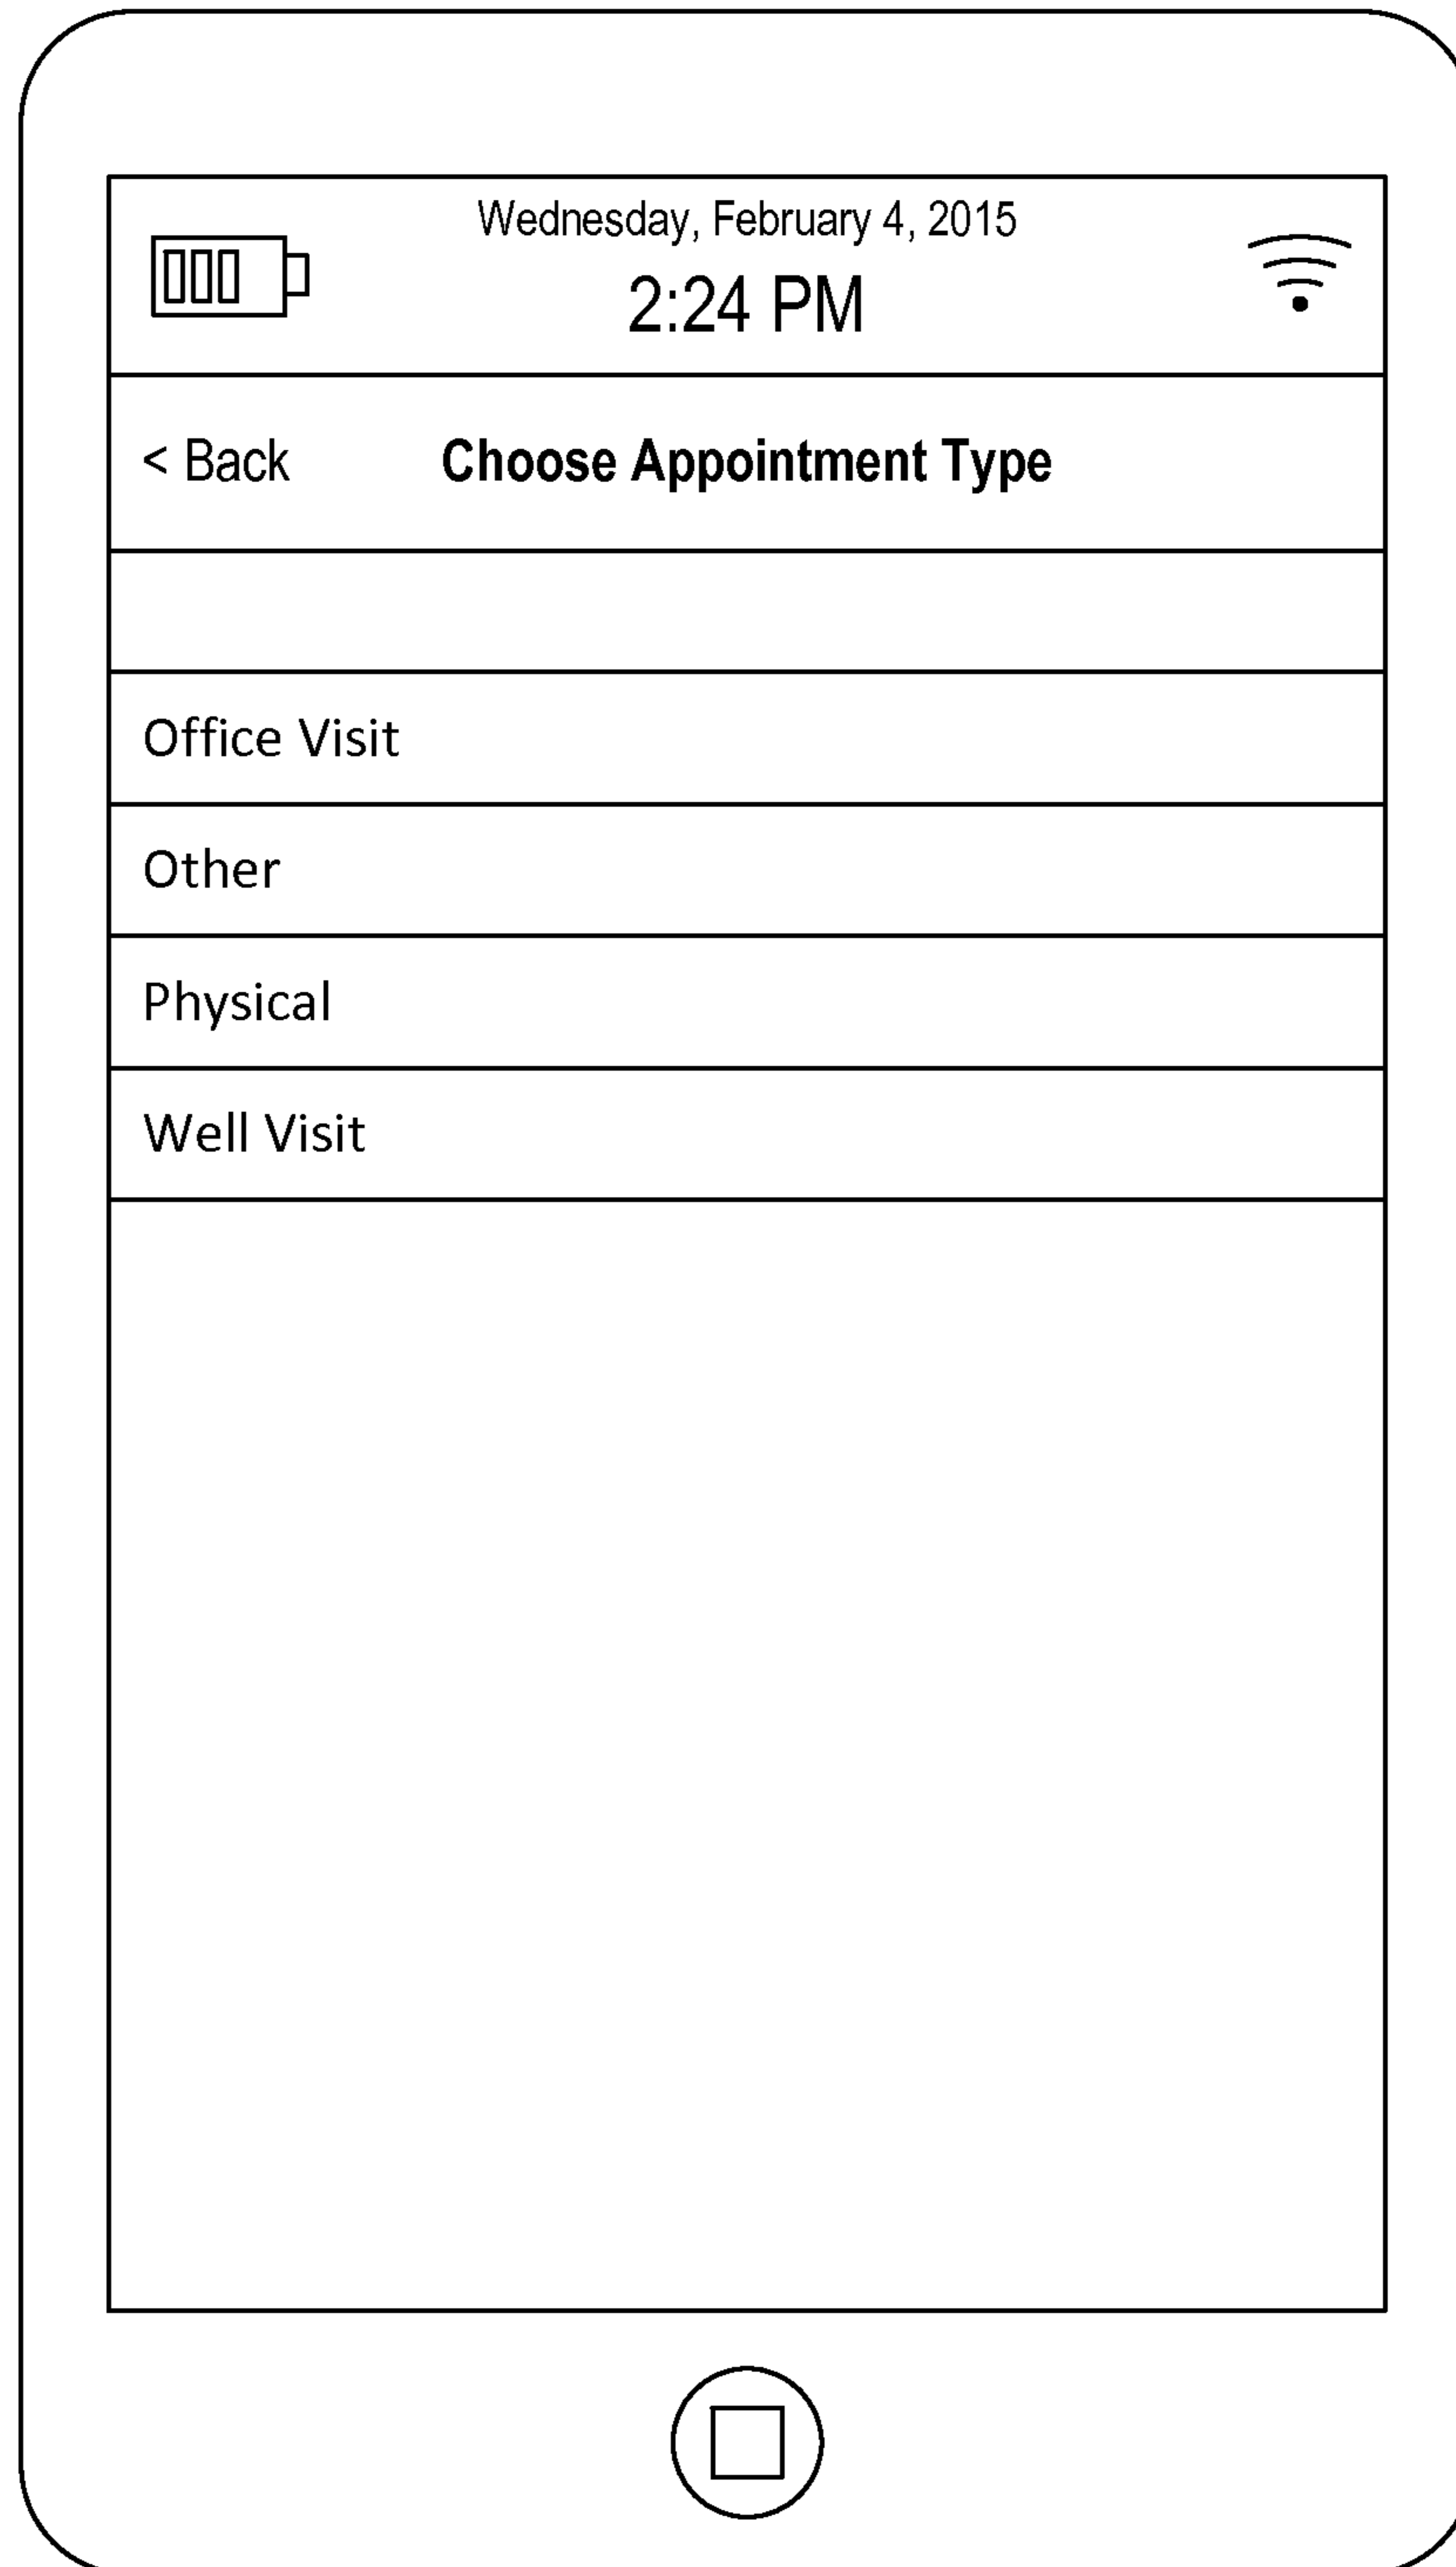 Wednesday, February 4, 2015
2:24 PM
< Back Choose Appointment Type
Office Visit
Other
Physical
Well Visit